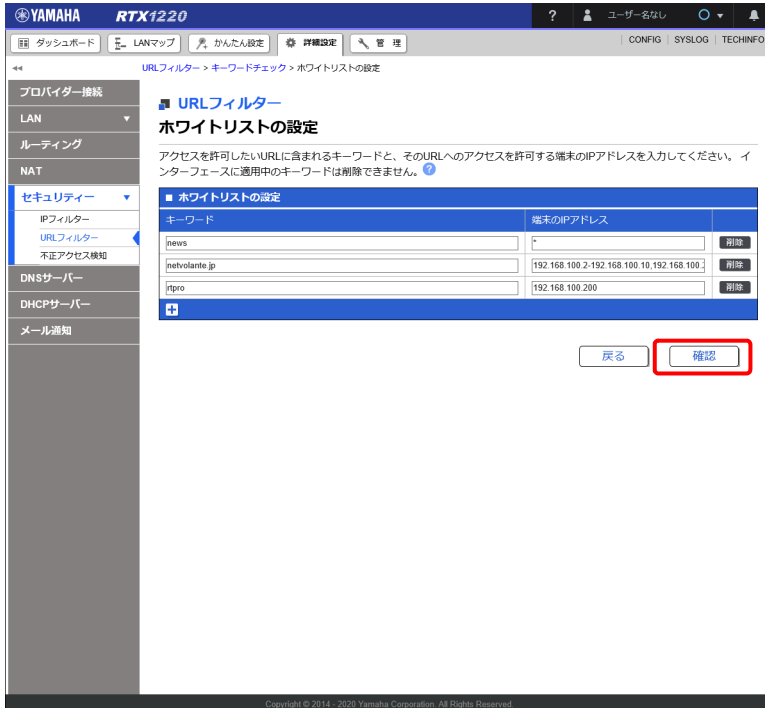 YAMAHA RTX1220 ? ユーザー名なし
ダッシュボード LANマップ かんたん設定 詳細設定 管 理 CONFIG SYSLOG TECHINFO
URLフィルター > キーワードチェック > ホワイトリストの設定
プロバイダー接続
LAN
ルーティング
NAT
セキュリティー
IPフィルター
URLフィルター
不正アクセス検知
DNSサーバー
DHCPサーバー
メール通知
URLフィルター
ホワイトリストの設定
アクセスを許可したいURLに含まれるキーワードと、そのURLへのアクセスを許可する端末のIPアドレスを入力してください。 イ
ンターフェースに適用中のキーワードは削除できません。 ?
ホワイトリストの設定
キーワード 端末のIPアドレス
news * 削除
netvolante.jp 192.168.100.2-192.168.100.10,192.168.100. 削除
rtpro 192.168.100.200 削除
戻る 確認
Copyright © 2014 - 2020 Yamaha Corporation. All Rights Reserved.